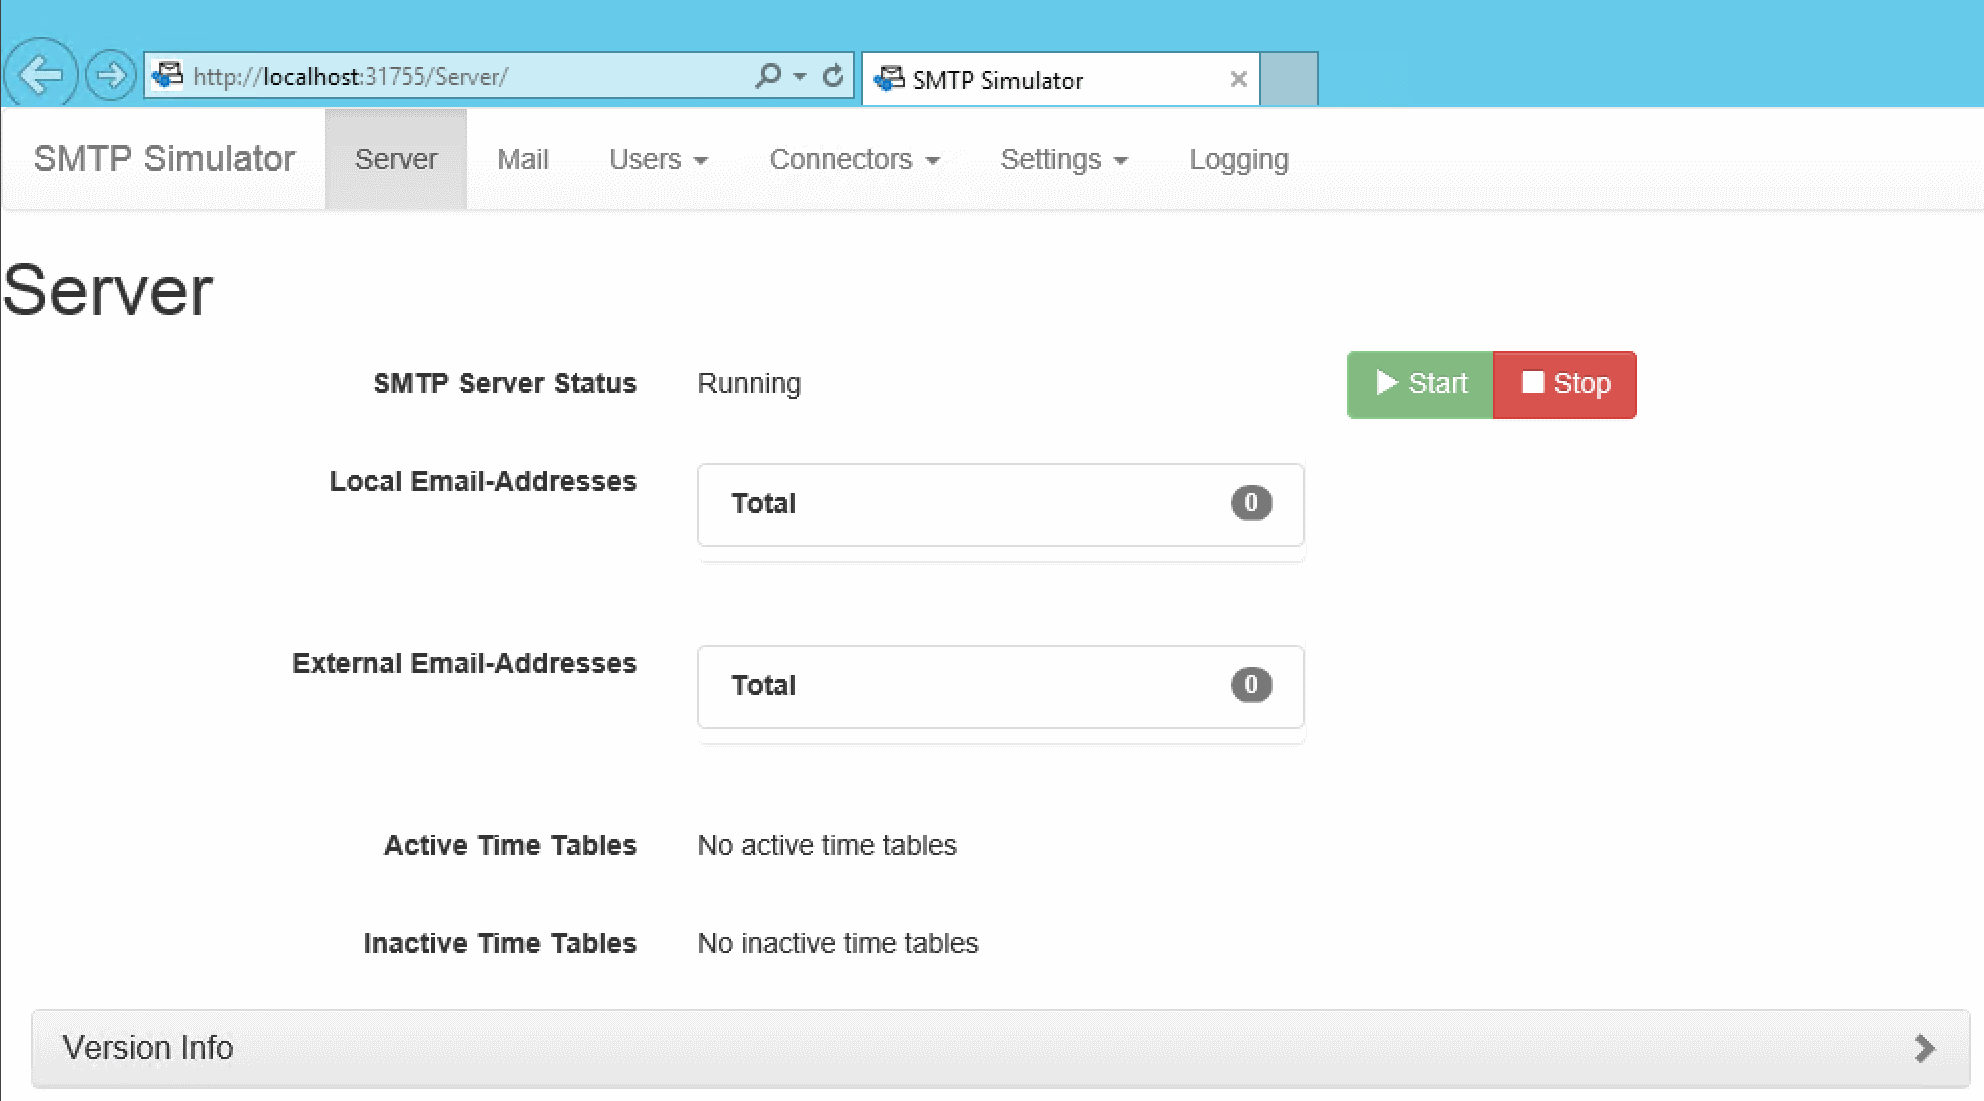 http://localhost:31755/Server/
SMTP Simulator
SMTP Simulator Server Mail Users Connectors Settings Logging
Server
SMTP Server Status Running Start Stop
Local Email-Addresses
Total 0
External Email-Addresses
Total 0
Active Time Tables No active time tables
Inactive Time Tables No inactive time tables
Version Info